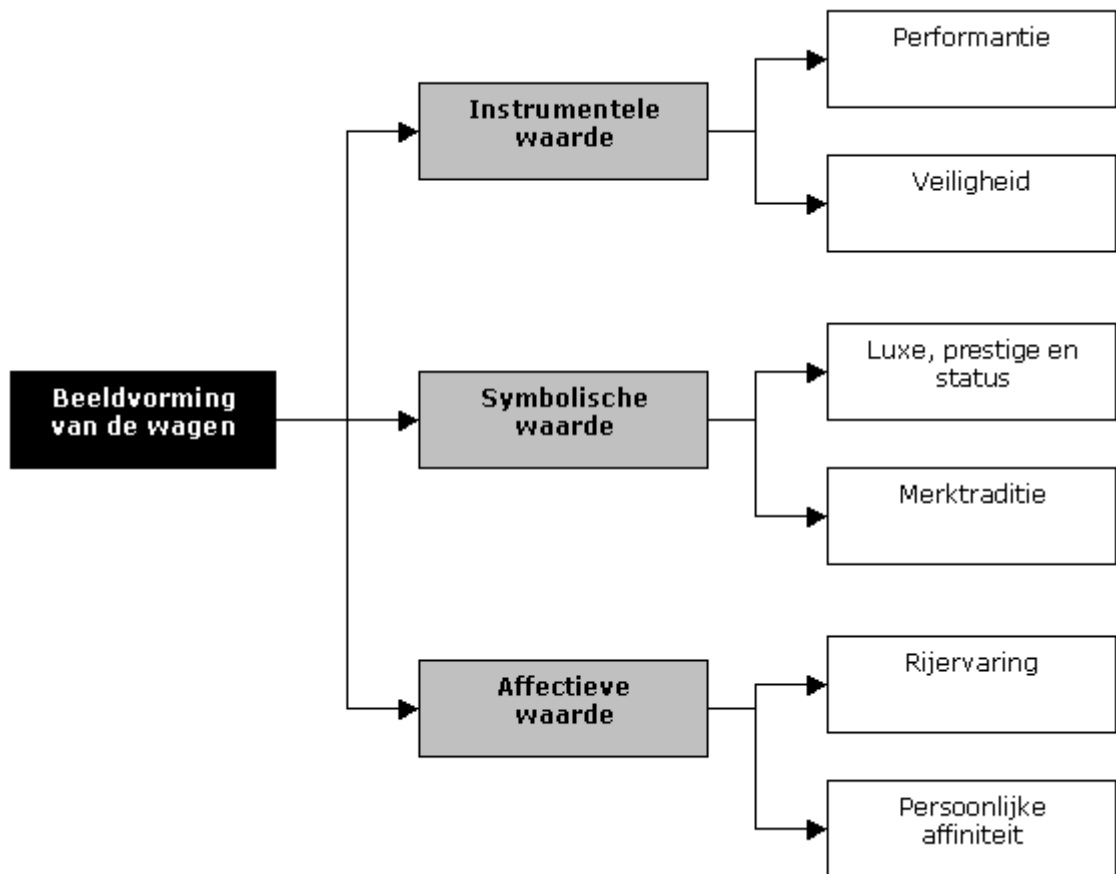 Performantie
Instrumentele
waarde
Veiligheid
Luxe, prestige en
status
Beeldvorming
van de wagen
Symbolische
waarde
Merktraditie
Rijervaring
Affectieve
waarde
Persoonlijke
affiniteit